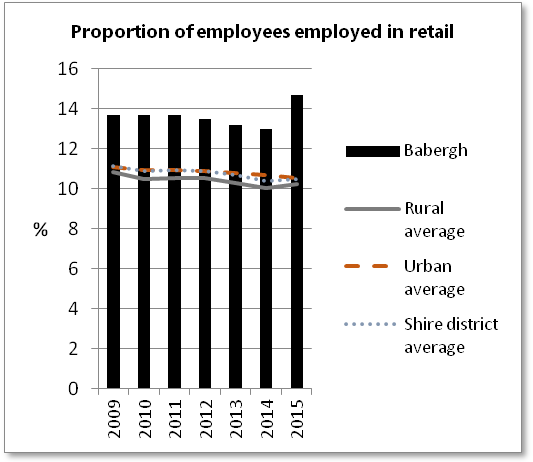 Proportion of employees employed in retail
16
14
12
10
8
6
4
2
0
%
2009
2010
2011
2012
2013
2014
2015
Babergh
Rural
average
Urban
average
Shire district
average